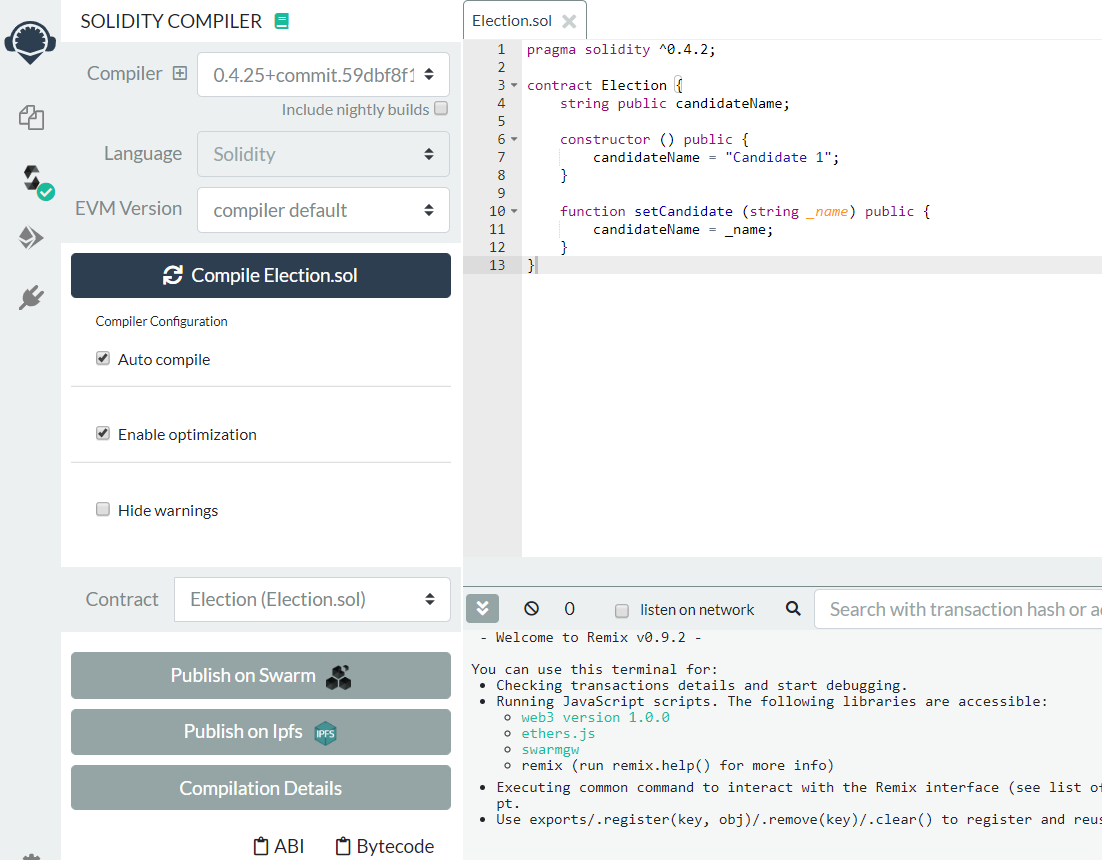 SOLIDITY COMPILER
Compiler
0.4.25+commit.59dbf8f1
Include nightly builds
Language
Solidity
EVM Version
compiler default
Compile Election.sol
Compiler Configuration
Auto compile
Enable optimization
Hide warnings
Contract
Election (Election.sol)
Publish on Swarm
Publish on Ipfs
IPFS
Compilation Details
ABI
Bytecode
Election.sol
1 pragma solidity ^0.4.2;
2
3 contract Election {
4 string public candidateName;
5
6 constructor () public {
7 candidateName = "Candidate 1";
8 }
9
10 function setCandidate (string _name) public {
11 candidateName = _name;
12 }
13 }
0
listen on network
Search with transaction hash or a
- Welcome to Remix v0.9.2 -
You can use this terminal for:
• Checking transactions details and start debugging.
• Running JavaScript scripts. The following libraries are accessible:
◦ web3 version 1.0.0
◦ ethers.js
◦ swarmgw
◦ remix (run remix.help() for more info)
• Executing common command to interact with the Remix interface (see list of
pt.
• Use exports/.register(key, obj)/.remove(key)/.clear() to register and reus